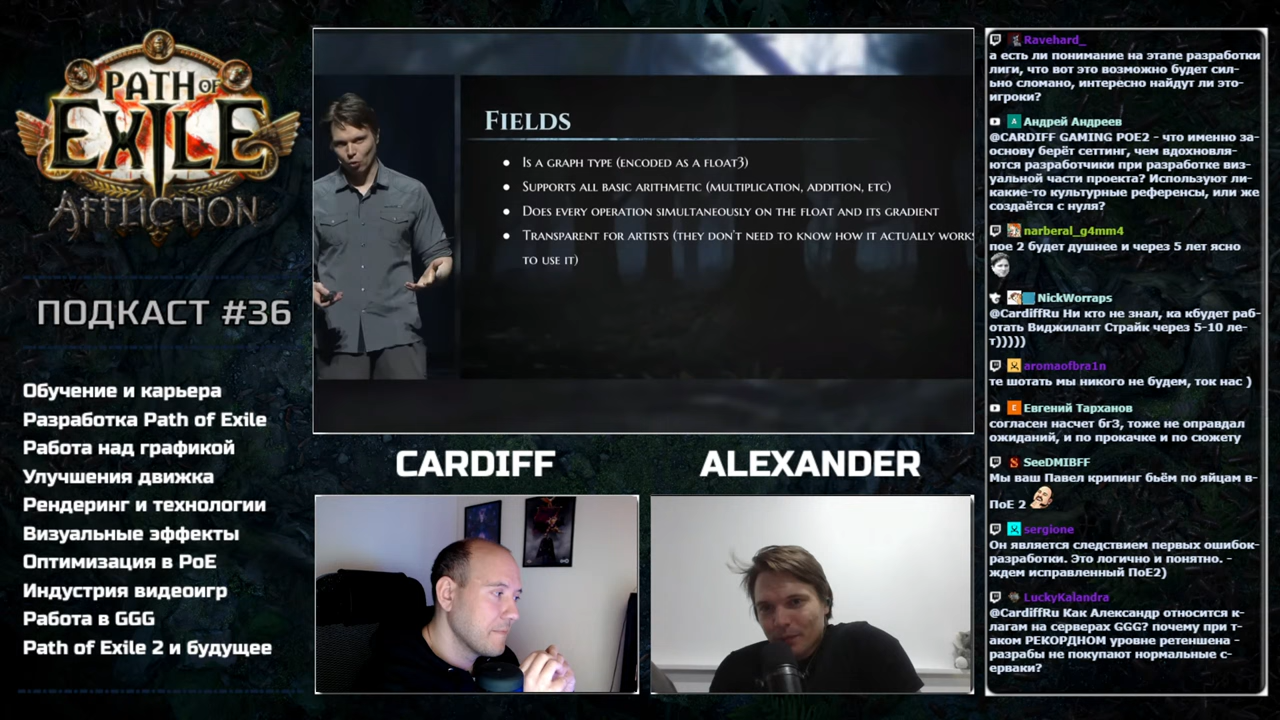 PATH OF
EXILE
AFFLICTION
ПОДКАСТ #36
Обучение и карьера
Разработка Path of Exile
Работа над графикой
Улучшения движка
Рендеринг и технологии
Визуальные эффекты
Оптимизация в PoE
Индустрия видеоигр
Работа в GGG
Path of Exile 2 и будущее
FIELDS
IS A GRAPH TYPE (ENCODED AS A FLOAT3)
SUPPORTS ALL BASIC ARITHMETIC (MULTIPLICATION, ADDITION, ETC)
DOES EVERY OPERATION SIMULTANEOUSLY ON THE FLOAT AND ITS GRADIENT
TRANSPARENT FOR ARTISTS (THEY DON'T NEED TO KNOW HOW IT ACTUALLY WORKS
TO USE IT)
CARDIFF
ALEXANDER
Ravehard_
а есть ли понимание на этапе разработки
лиги, что вот это возможно будет силь-
ьно сломано, интересно найдут ли это-
игроки?
Андрей Андреев
@CARDIFF GAMING POE2 - что именно за-
основу берёт сеттинг, чем вдохновля-
ются разработчики при разработке виз-
уальной части проекта? Используют ли-
какие-то культурные референсы, или же
создаётся с нуля?
narberal_g4mm4
пое 2 будет душнее и через 5 лет ясно
NickWorraps
@CardiffRu Ни кто не знал, ка кбудет раб-
отать Виджилант Страйк через 5-10 ле-
т)))))
aromaofbra1n
те шотать мы никого не будем, ток нас )
Евгений Тарханов
согласен насчет бг3, тоже не оправдал
ожиданий, и по прокачке и по сюжету
SeeDMIBFF
Мы ваш Павел крипинг бьём по яйцам в-
ПоЕ 2
sergione
Он является следствием первых ошибок-
разработки. Это логично и понятно. -
ждем исправленный ПоЕ2)
LuckyKalandra
@CardiffRu Как Александр относится к-
лагам на серверах GGG? почему при т-
аком РЕКОРДНОМ уровне ретеншена -
разрабы не покупают нормальные с-
ерваки?